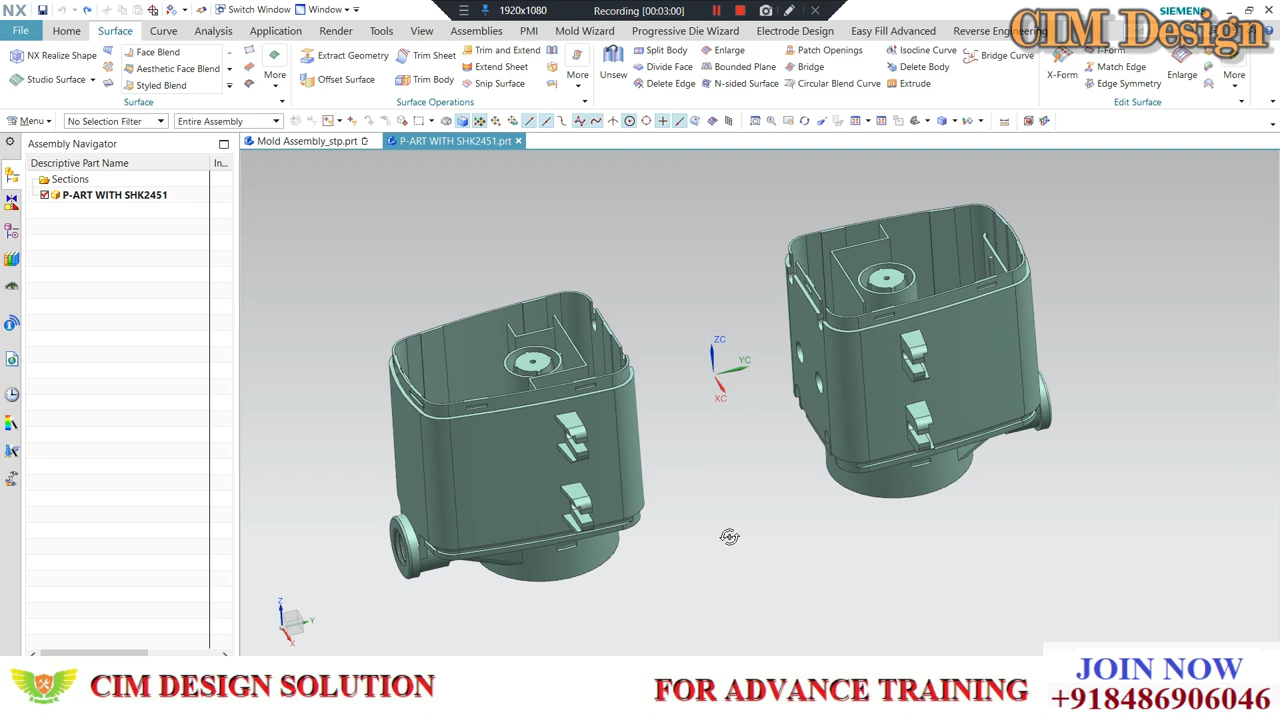 NX
Switch Window
Window
1920x1080
Recording [00:03:00]
SIEMENS
CIM Design
File
Home
Surface
Curve
Analysis
Application
Render
Tools
View
Assemblies
PMI
Mold Wizard
Progressive Die Wizard
Electrode Design
Easy Fill Advanced
Reverse Engineering
NX Realize Shape
Studio Surface
Face Blend
Aesthetic Face Blend
Styled Blend
More
Surface
Extract Geometry
Offset Surface
Trim Sheet
Trim Body
Trim and Extend
Extend Sheet
Snap Surface
More
Surface Operations
Unsew
Split Body
Divide Face
Delete Edge
Enlarge
Bounded Plane
N-sided Surface
Patch Openings
Bridge
Circular Blend Curve
Isocline Curve
Delete Body
Extrude
Bridge Curve
X-Form
I-Form
Match Edge
Edge Symmetry
Enlarge
More
Edit Surface
Menu
No Selection Filter
Entire Assembly
Assembly Navigator
Mold Assembly_stp.prt
P-ART WITH SHK2451.prt
Descriptive Part Name
In...
Sections
P-ART WITH SHK2451
ZC
YC
XC
Z
Y
X
CIM DESIGN SOLUTION
FOR ADVANCE TRAINING
JOIN NOW
+918486906046